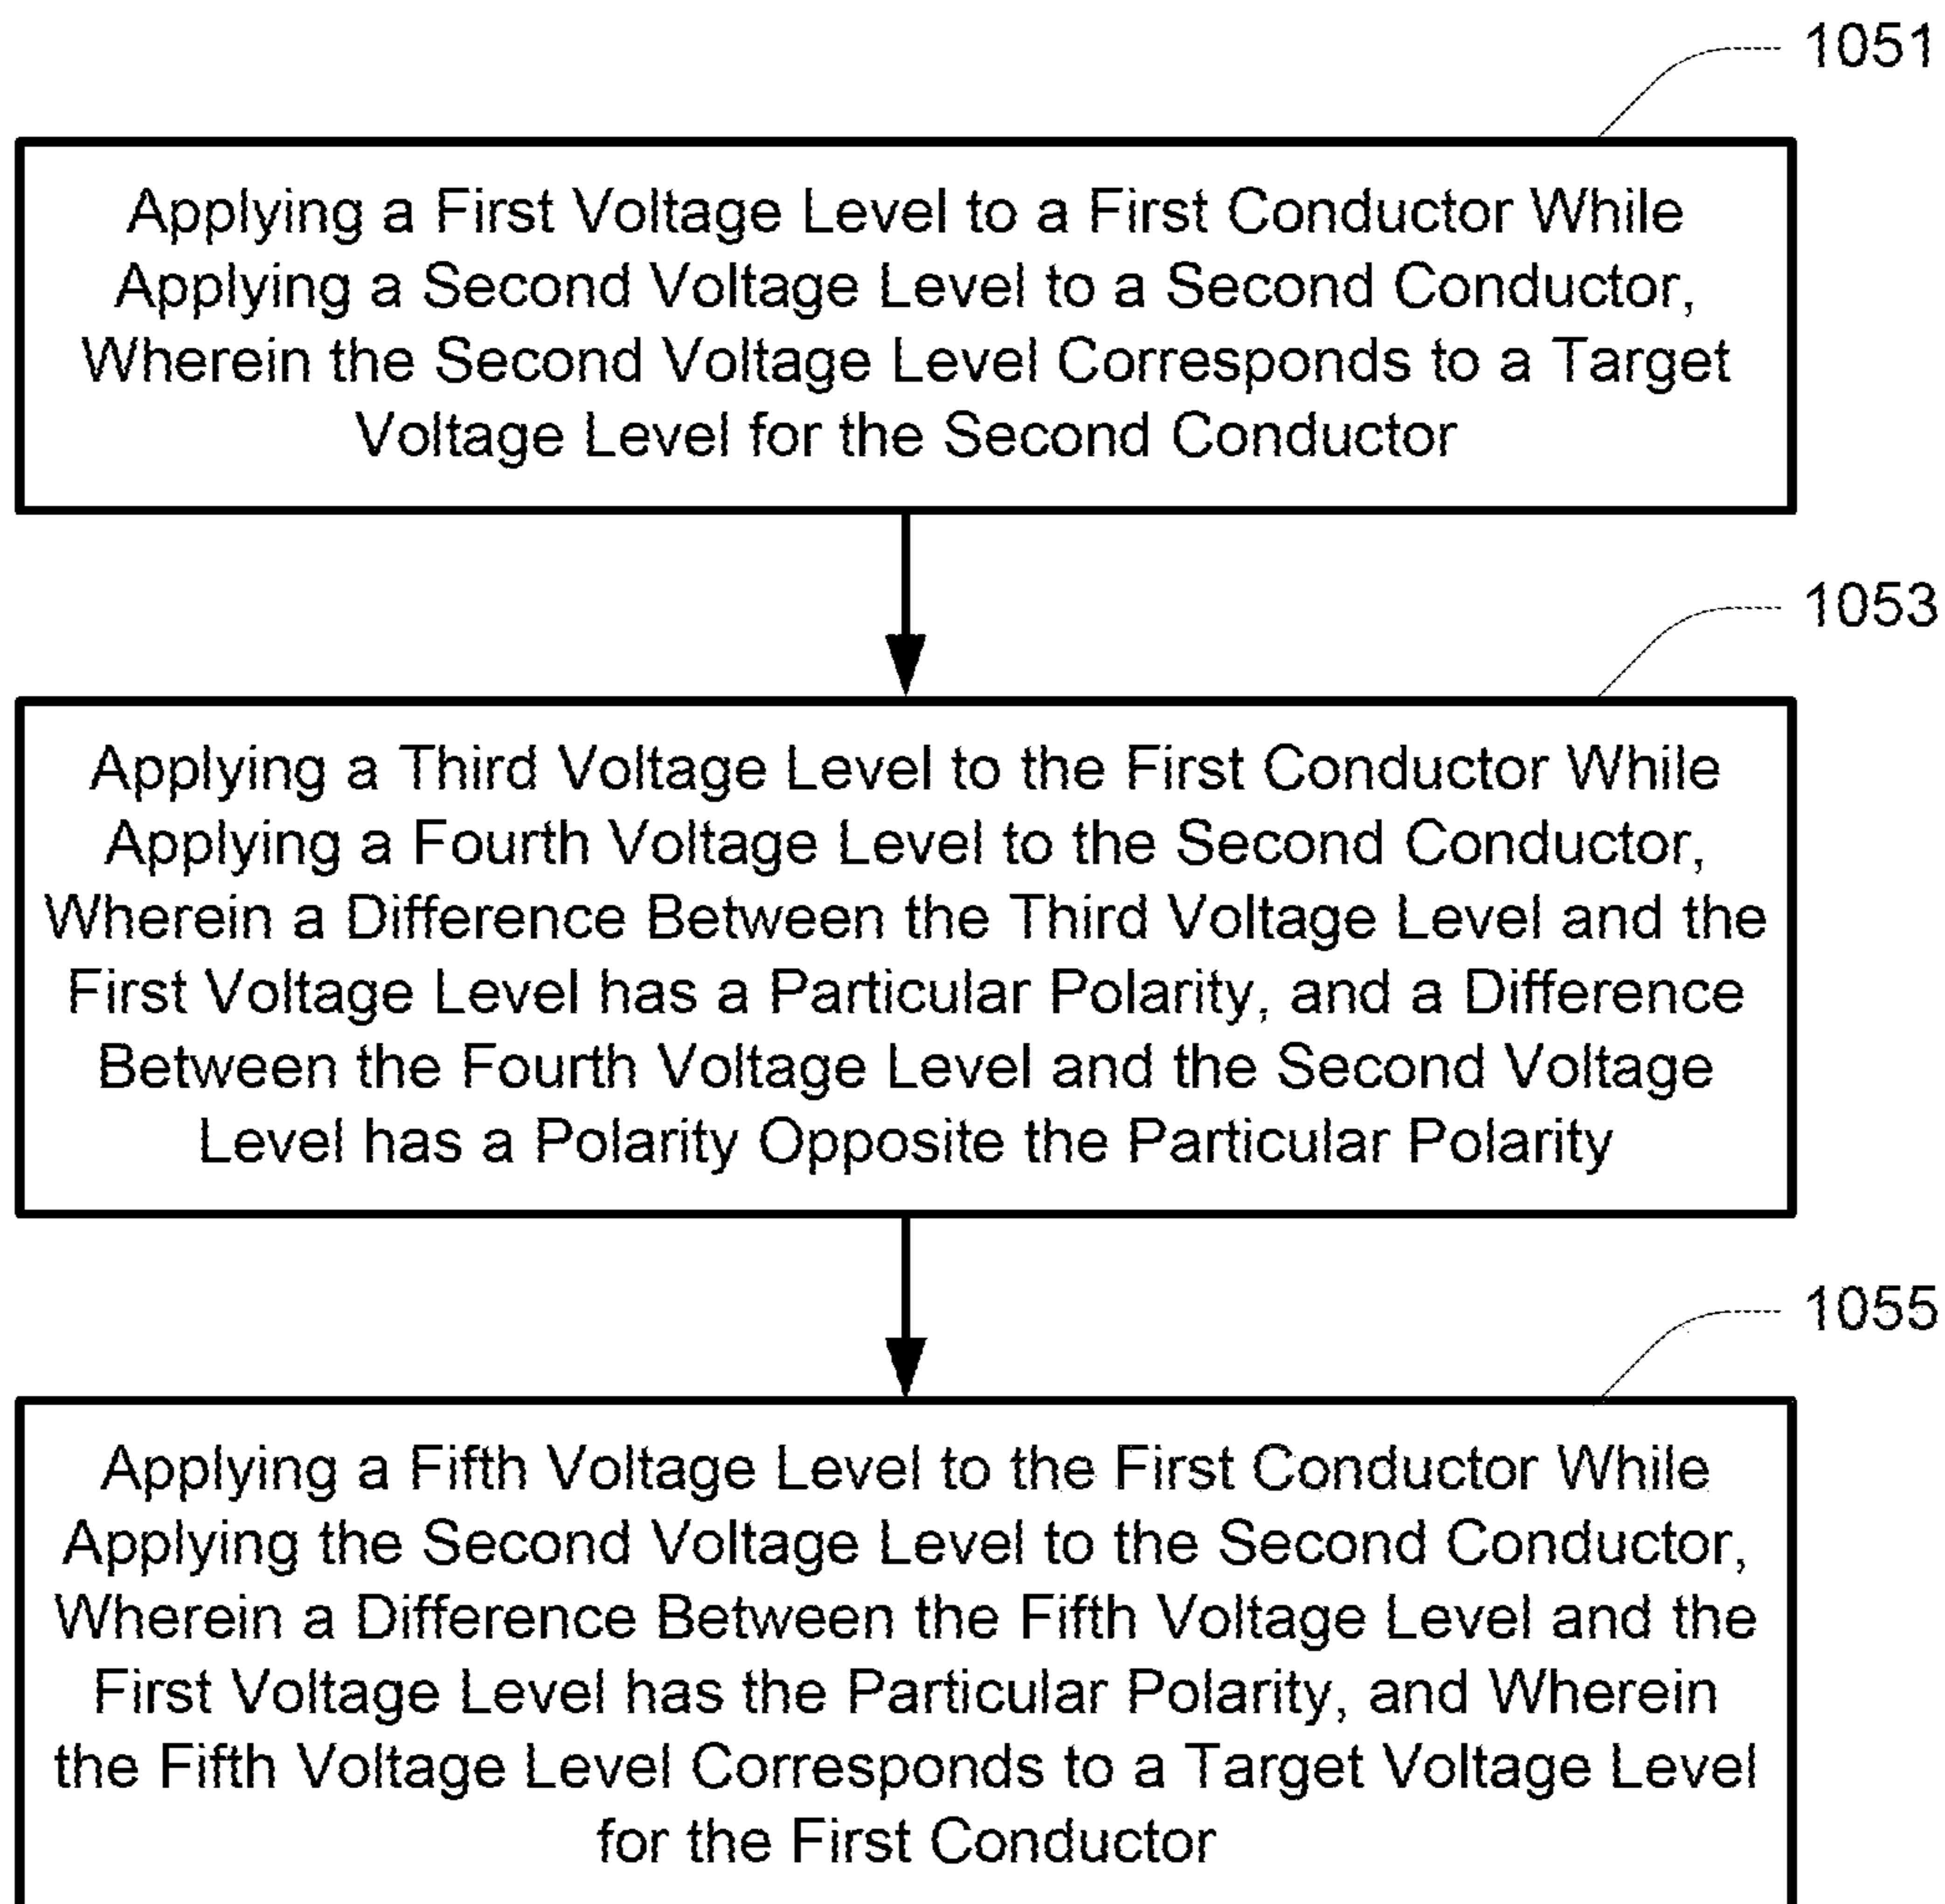 1051
Applying a First Voltage Level to a First Conductor While
Applying a Second Voltage Level to a Second Conductor,
Wherein the Second Voltage Level Corresponds to a Target
Voltage Level for the Second Conductor
1053
Applying a Third Voltage Level to the First Conductor While
Applying a Fourth Voltage Level to the Second Conductor,
Wherein a Difference Between the Third Voltage Level and the
First Voltage Level has a Particular Polarity, and a Difference
Between the Fourth Voltage Level and the Second Voltage
Level has a Polarity Opposite the Particular Polarity
1055
Applying a Fifth Voltage Level to the First Conductor While
Applying the Second Voltage Level to the Second Conductor,
Wherein a Difference Between the Fifth Voltage Level and the
First Voltage Level has the Particular Polarity, and Wherein
the Fifth Voltage Level Corresponds to a Target Voltage Level
for the First Conductor